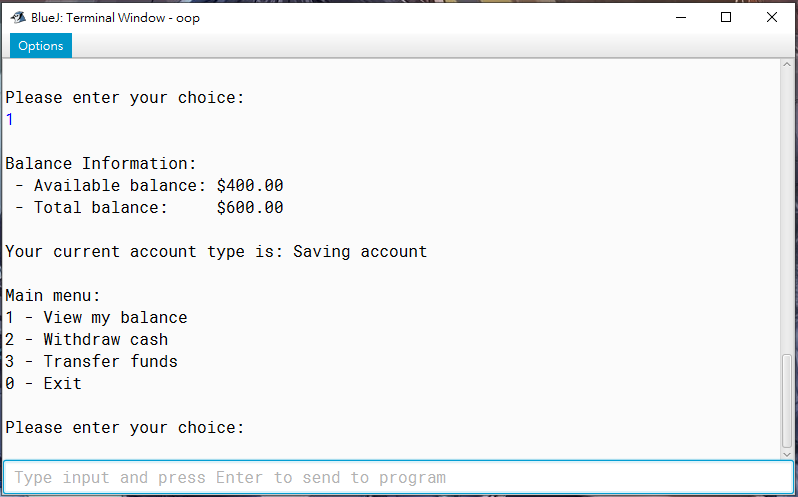 BlueJ: Terminal Window - oop
Options
Please enter your choice:
1
Balance Information:
 - Available balance: $400.00
 - Total balance:     $600.00
Your current account type is: Saving account
Main menu:
1 - View my balance
2 - Withdraw cash
3 - Transfer funds
0 - Exit
Please enter your choice:
Type input and press Enter to send to program